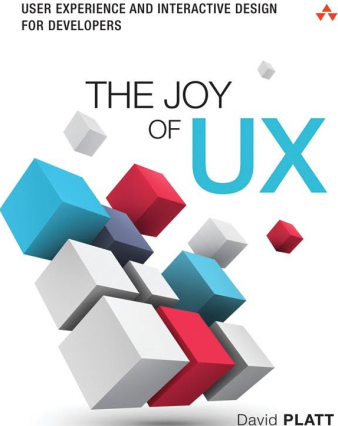 USER EXPERIENCE AND INTERACTIVE DESIGN
FOR DEVELOPERS
THE JOY
OF UX
David PLATT